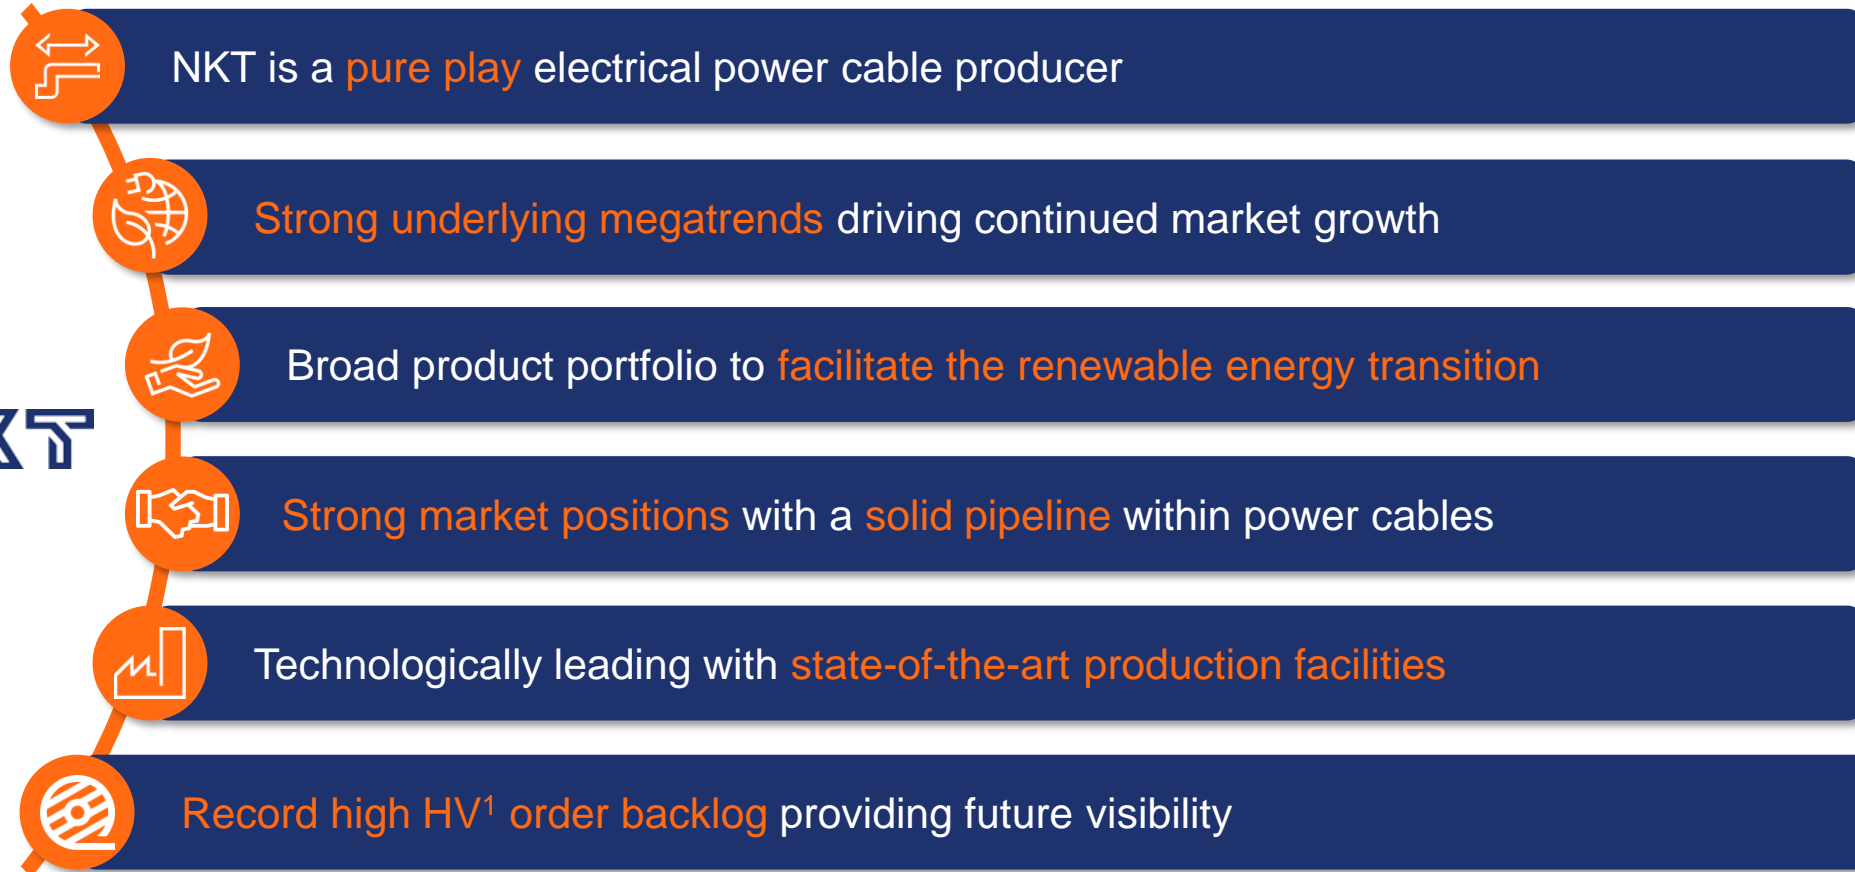 NKT is a pure play electrical power cable producer
Strong underlying megatrends driving continued market growth
Broad product portfolio to facilitate the renewable energy transition
KT
Strong market positions with a solid pipeline within power cables
Technologically leading with state-of-the-art production facilities
Record high HV¹ order backlog providing future visibility